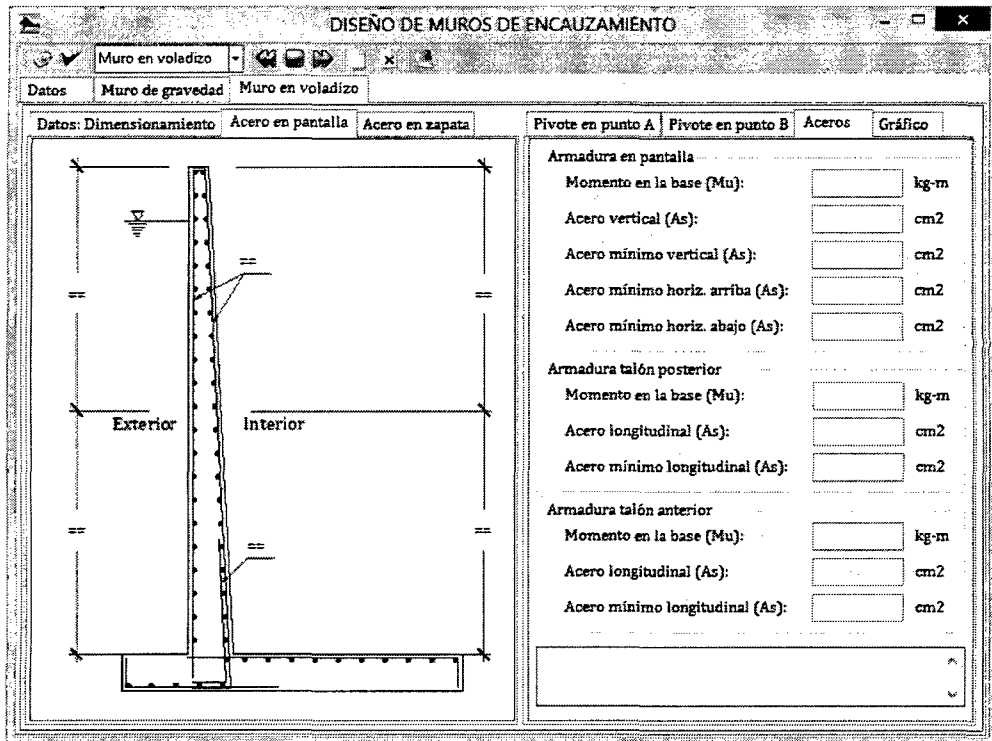 DISEÑO DE MUROS DE ENCAUZAMIENTO
Muro en voladizo
Datos Muro de gravedad Muro en voladizo
Datos: Dimensionamiento Acero en pantalla Acero en zapata
==
==
==
Exterior Interior
==
==
==
Pivote en punto A Pivote en punto B Aceros Gráfico
Armadura en pantalla
Momento en la base (Mu): kg-m
Acero vertical (As): cm2
Acero mínimo vertical (As): cm2
Acero mínimo horiz. arriba (As): cm2
Acero mínimo horiz. abajo (As): cm2
Armadura talón posterior
Momento en la base (Mu): kg-m
Acero longitudinal (As): cm2
Acero mínimo longitudinal (As): cm2
Armadura talón anterior
Momento en la base (Mu): kg-m
Acero longitudinal (As): cm2
Acero mínimo longitudinal (As): cm2